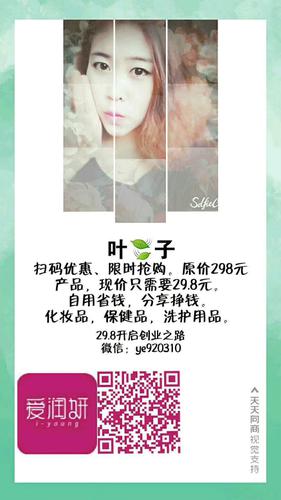 SelfieC
叶子
扫码优惠、限时抢购。原价298元
产品，现价只需要29.8元。
自用省钱，分享挣钱。
化妆品，保健品，洗护用品。
29.8开启创业之路
微信：ye920310
爱润妍
i-young
天天向商视觉支持